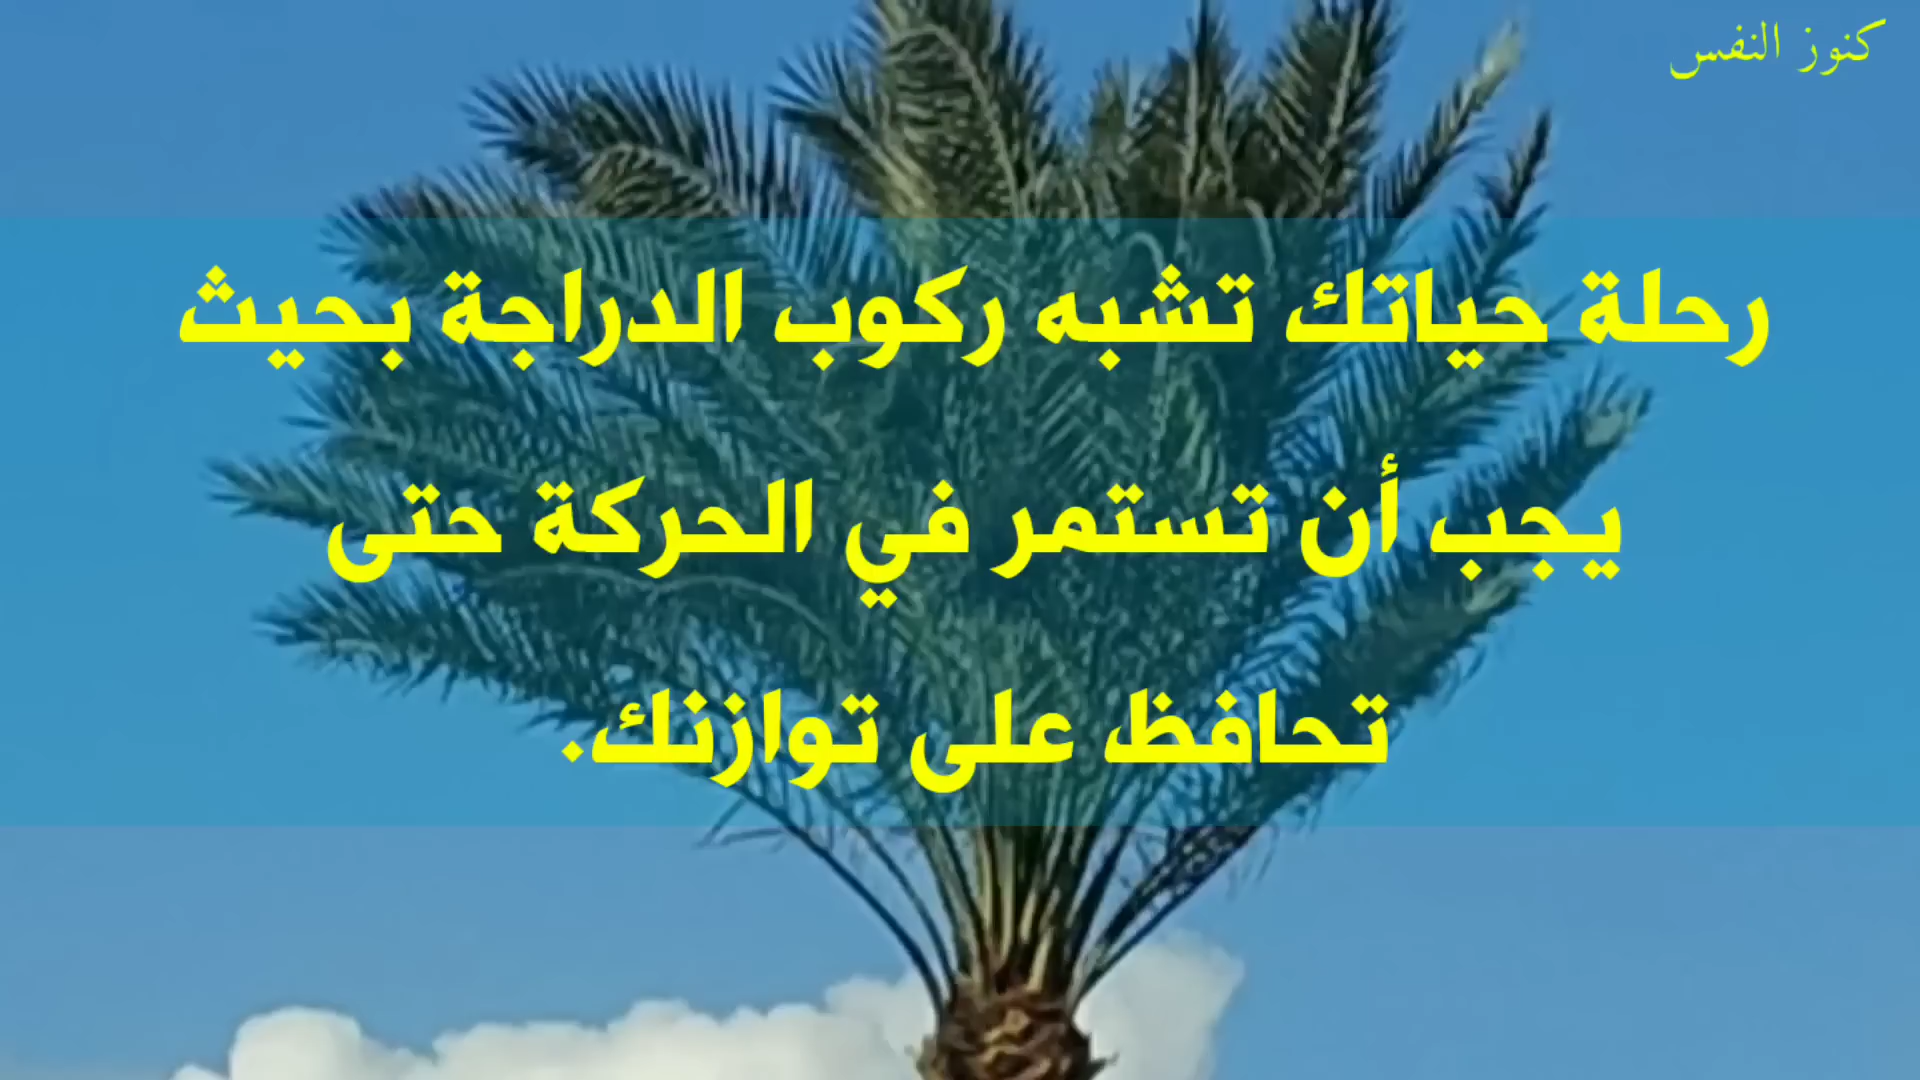 كنوز النفس
رحلة حياتك تشبه ركوب الدراجة بحيث
يجب أن تستمر في الحركة حتى
تحافظ على توازنك.